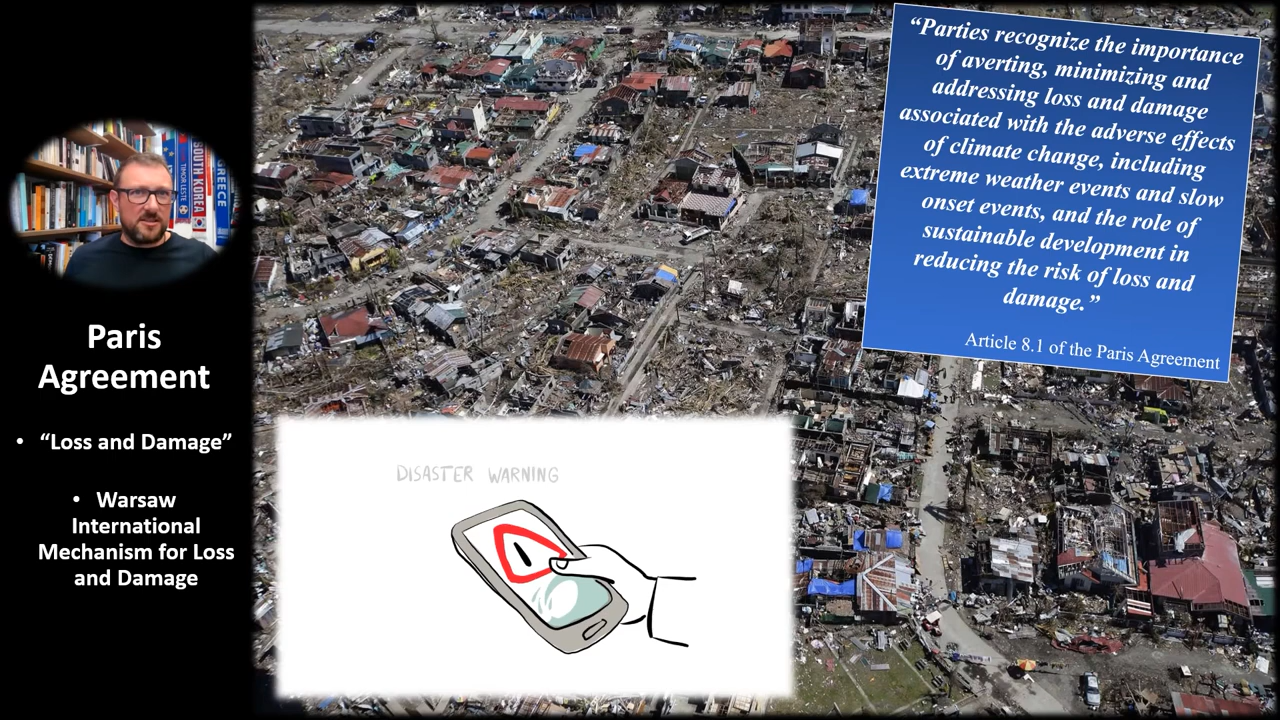 SOUTH KOREA
TIMOR LESTE
GREECE
Paris
Agreement
• “Loss and Damage”
• Warsaw
International
Mechanism for Loss
and Damage
“Parties recognize the importance
of averting, minimizing and
addressing loss and damage
associated with the adverse effects
of climate change, including
extreme weather events and slow
onset events, and the role of
sustainable development in
reducing the risk of loss and
damage.”
Article 8.1 of the Paris Agreement
DISASTER WARNING